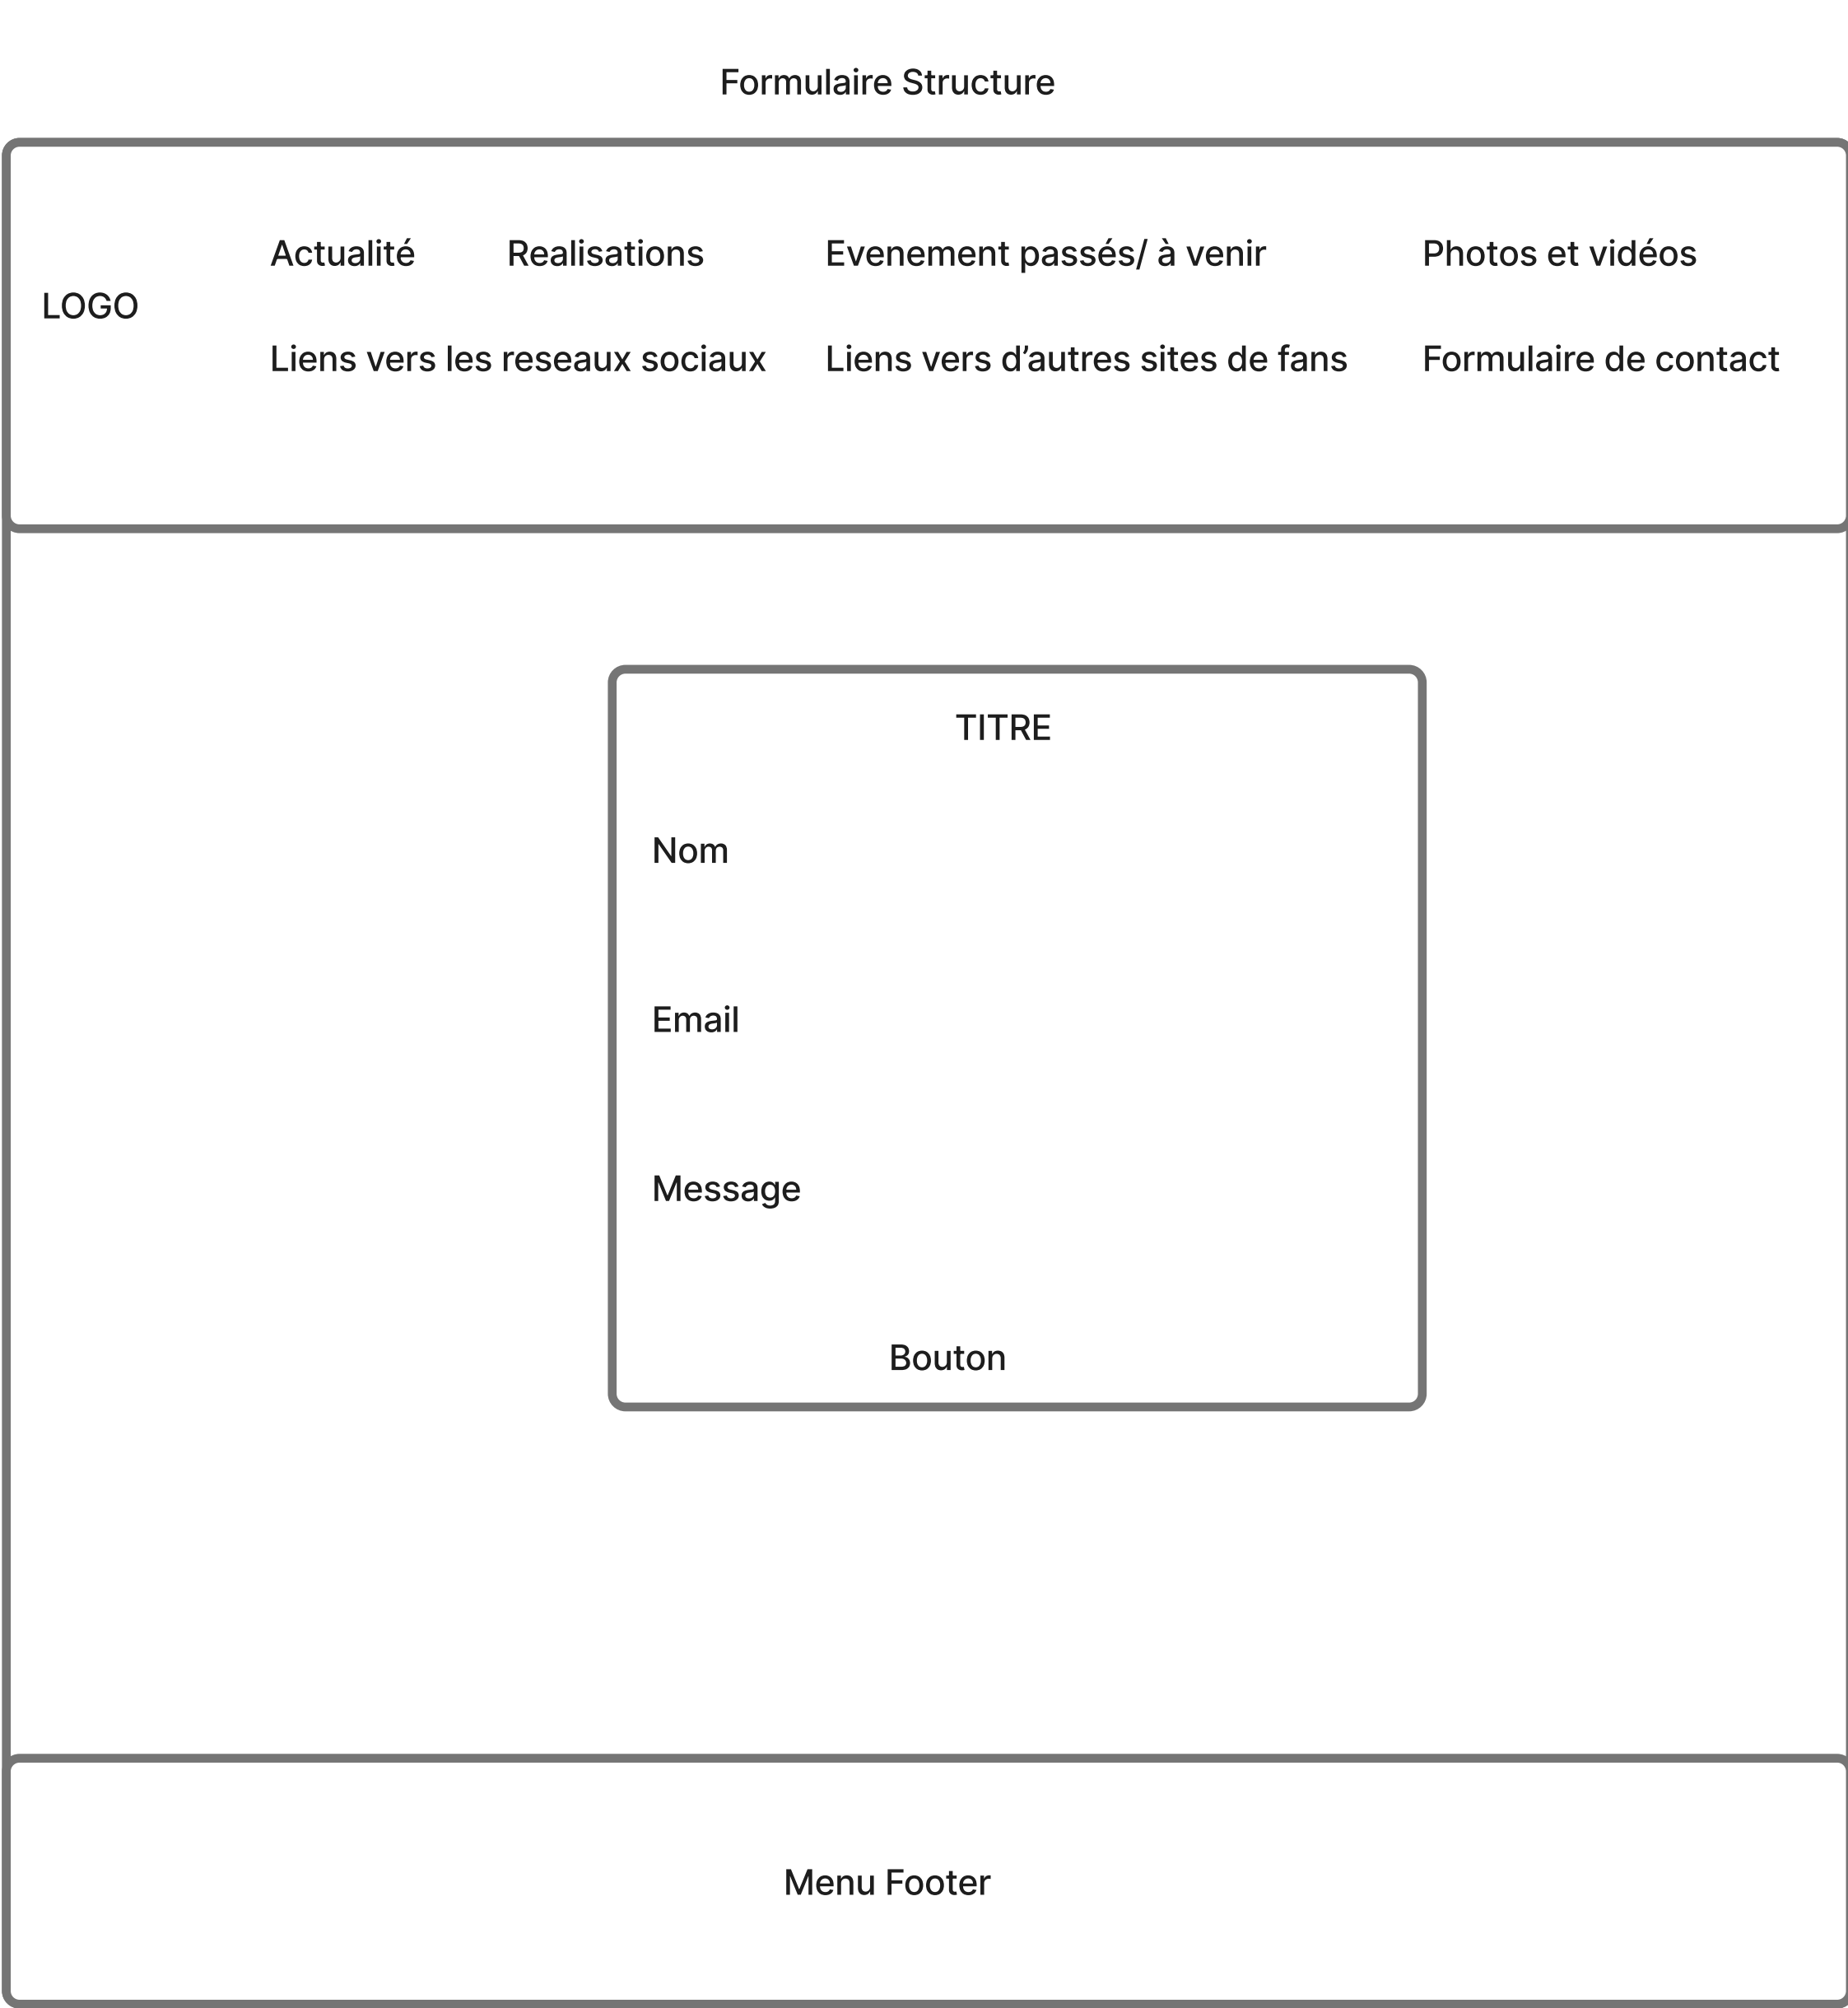 Formulaire Structure
Actualité Realisations Evenement passés/ à venir Photos et vidéos
LOGO
Liens vers les reseaux sociaux Liens vers d’autres sites de fans Formulaire de contact
TITRE
Nom
Email
Message
Bouton
Menu Footer